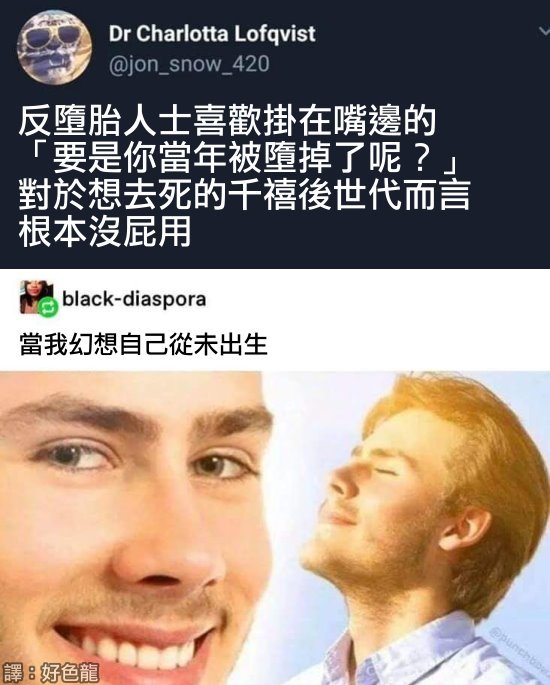 Dr Charlotta Lofqvist
@jon_snow_420
反墮胎人士喜歡掛在嘴邊的
「要是你當年被墮掉了呢？」
對於想去死的千禧後世代而言
根本沒屁用
black-diaspora
當我幻想自己從未出生
譯：好色龍